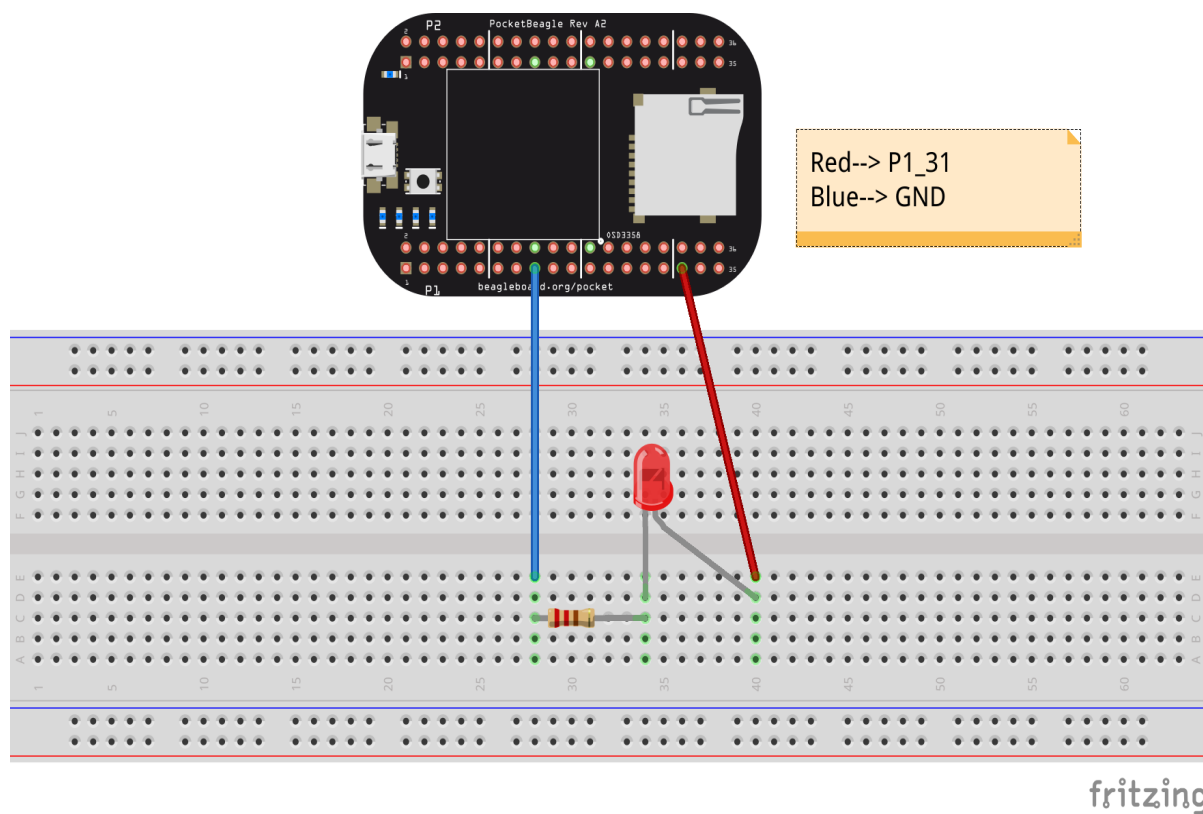 P2
PocketBeagle Rev A2
2
36
1
35
OSD3358
2
36
1
35
P1
beagleboard.org/pocket
Red--> P1_31
Blue--> GND
1 5 10 15 20 25 30 35 40 45 50 55 60
J J
I I
H H
G G
F F
E E
D D
C C
B B
A A
1 5 10 15 20 25 30 35 40 45 50 55 60
fritzing